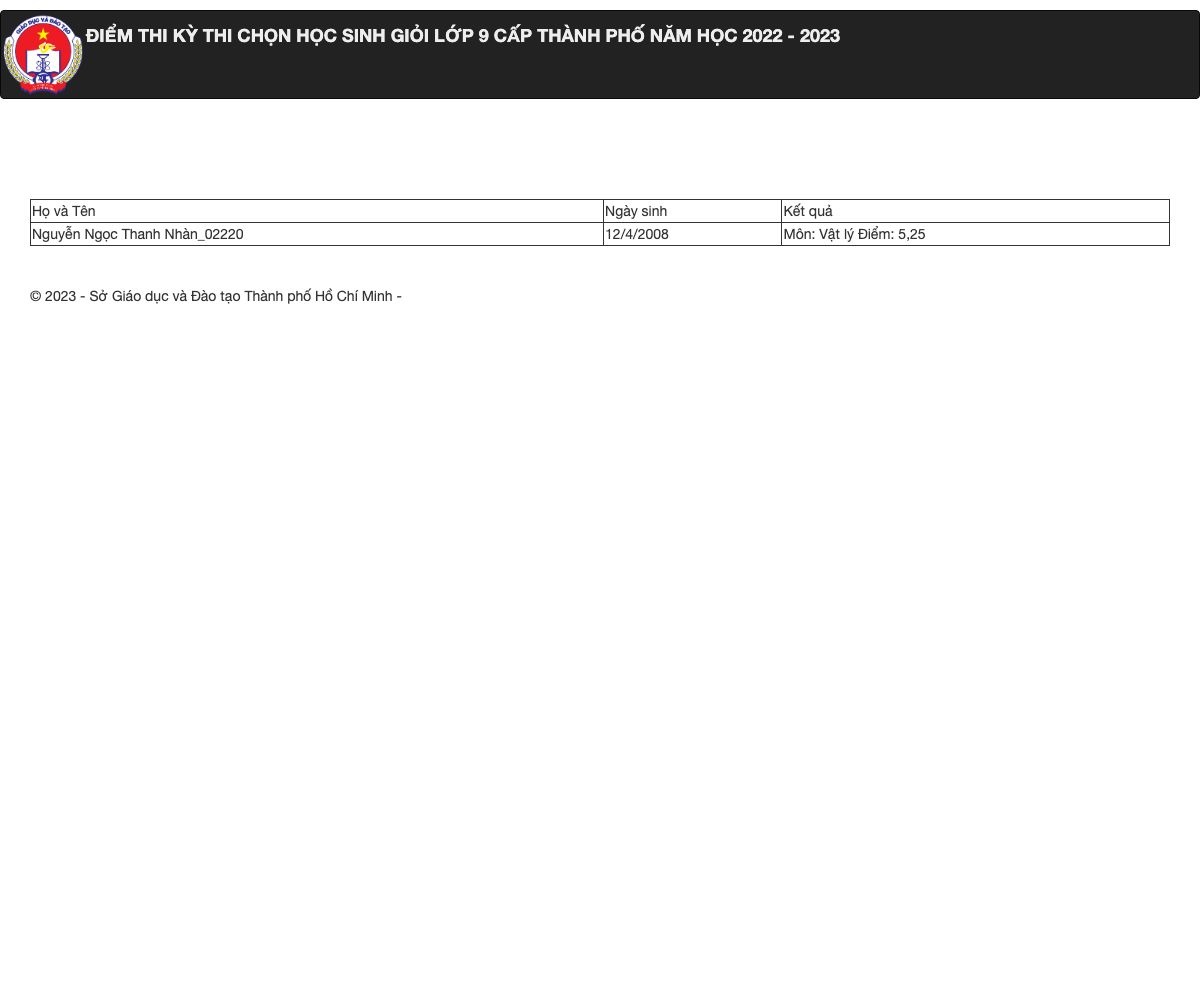 GIÁO DỤC VÀ ĐÀO TẠO
ĐIỂM THI KỲ THI CHỌN HỌC SINH GIỎI LỚP 9 CẤP THÀNH PHỐ NĂM HỌC 2022 - 2023
Họ và Tên Ngày sinh Kết quả
Nguyễn Ngọc Thanh Nhàn_02220 12/4/2008 Môn: Vật lý Điểm: 5,25
© 2023 - Sở Giáo dục và Đào tạo Thành phố Hồ Chí Minh -